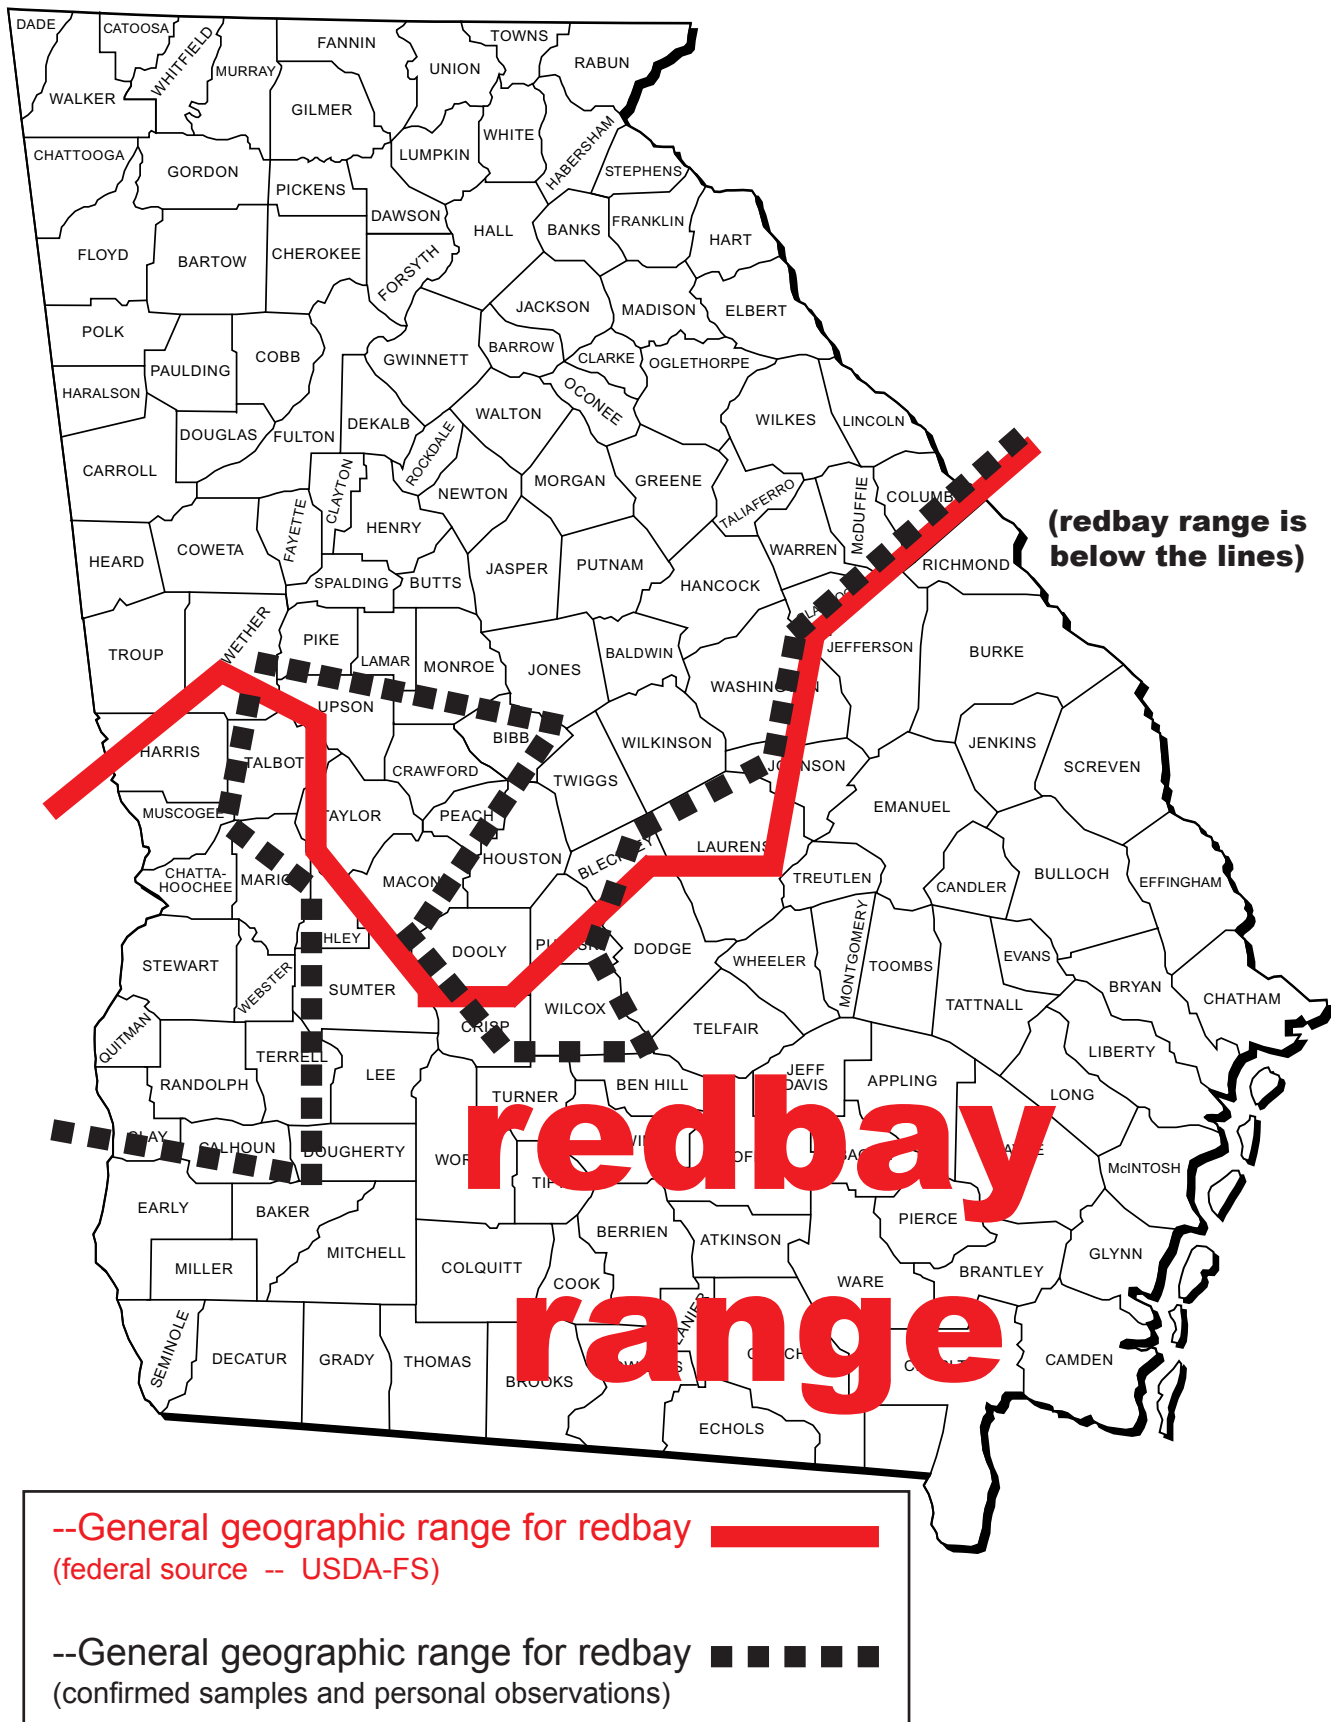 DADE
CATOOSA
WHITFIELD
MURRAY
FANNIN
UNION
TOWNS
RABUN
WALKER
GILMER
WHITE
HABERSHAM
LUMPKIN
STEPHENS
CHATTOOGA
GORDON
PICKENS
DAWSON
HALL
BANKS
FRANKLIN
HART
FLOYD
BARTOW
CHEROKEE
FORSYTH
JACKSON
MADISON
ELBERT
POLK
PAULDING
COBB
GWINNETT
BARROW
CLARKE
OGLETHORPE
HARALSON
OCONEE
DOUGLAS
FULTON
DEKALB
WALTON
WILKES
LINCOLN
CARROLL
ROCKDALE
CLAYTON
NEWTON
MORGAN
GREENE
TALIAFERRO
McDUFFIE
FAYETTE
HENRY
(redbay range is
below the lines)
HEARD
COWETA
SPALDING
BUTTS
JASPER
PUTNAM
HANCOCK
WARREN
RICHMOND
TROUP
WETHER
PIKE
LAMAR
MONROE
JONES
BALDWIN
JEFFERSON
BURKE
UPSON
HARRIS
TALBOT
CRAWFORD
BIBB
TWIGGS
WILKINSON
JENKINS
SCREVEN
MUSCOGEE
PEACH
EMANUEL
CHATTA-
HOOCHEE
MACON
HOUSTON
LAURENS
TREUTLEN
CANDLER
BULLOCH
EFFINGHAM
HLEY
STEWART
WEBSTER
SUMTER
DOOLY
DODGE
WHEELER
MONTGOMERY
TOOMBS
EVANS
TATTNALL
BRYAN
CHATHAM
QUITMAN
CRISP
WILCOX
TELFAIR
LIBERTY
RANDOLPH
TERRELL
LEE
TURNER
BEN HILL
JEFF
DAVIS
APPLING
LONG
redbay
CLAY
CALHOUN
DOUGHERTY
McINTOSH
EARLY
BAKER
MITCHELL
COLQUITT
COOK
BERRIEN
ATKINSON
PIERCE
WARE
BRANTLEY
GLYNN
MILLER
range
SEMINOLE
DECATUR
GRADY
THOMAS
BROOKS
ECHOLS
CAMDEN
--General geographic range for redbay
(federal source -- USDA-FS)
--General geographic range for redbay
(confirmed samples and personal observations)